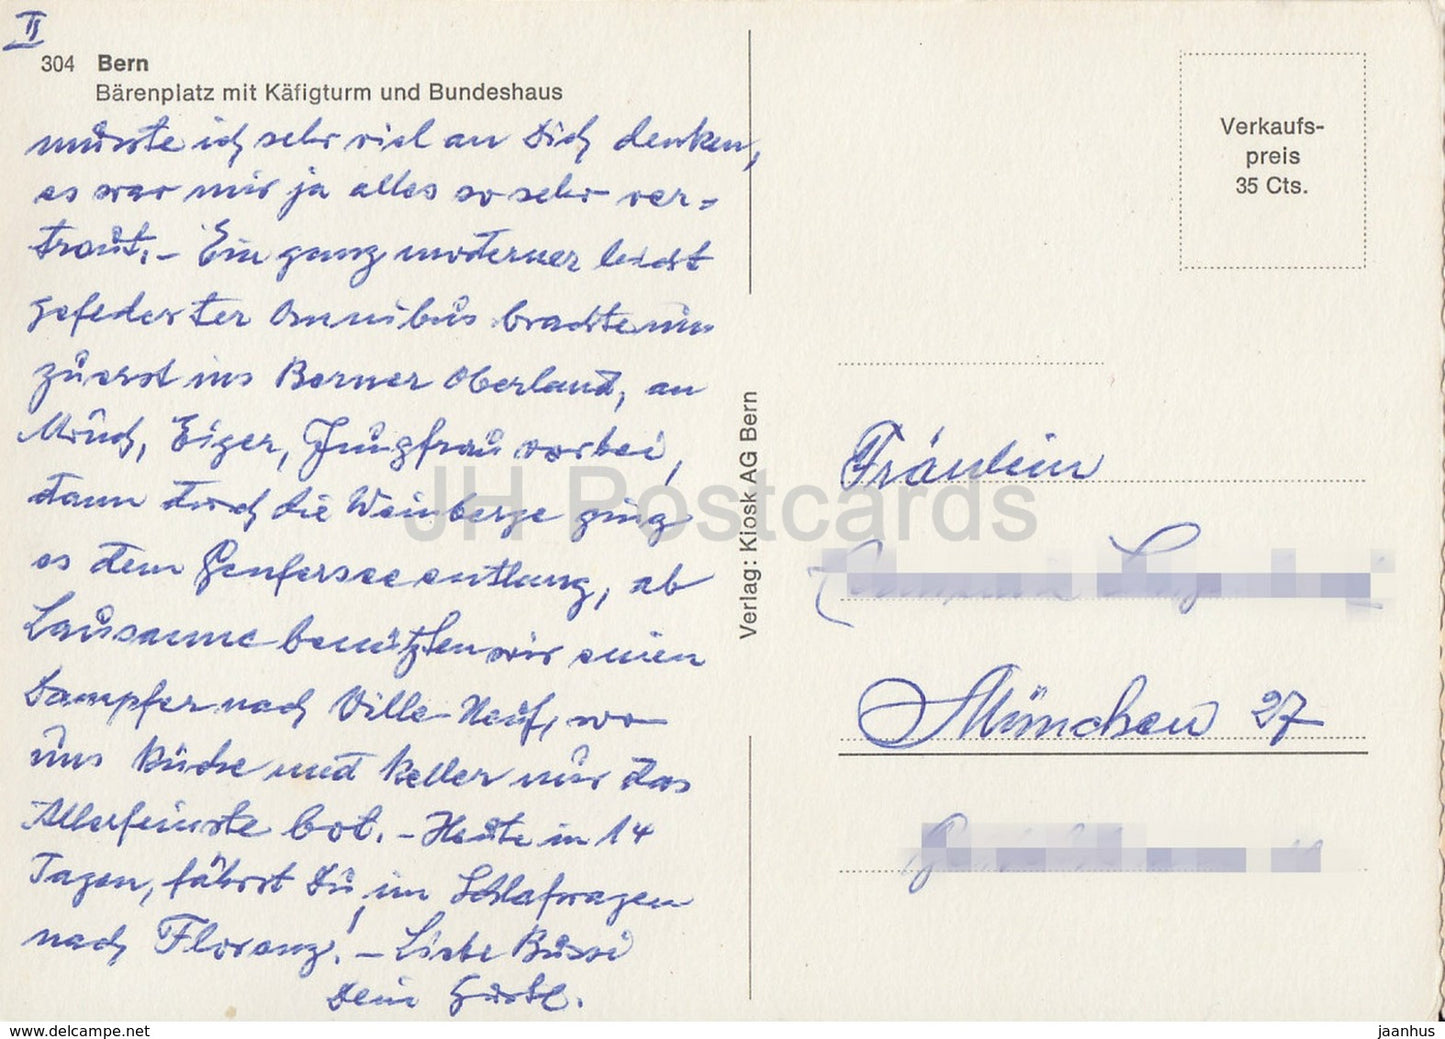 II
304 Bern
Bärenplatz mit Käfigturm und Bundeshaus
musste ich sehr viel an Dich denken,
es war mir ja alles so sehr ver-
traut. – Ein ganz moderner leicht
gefederter Omnibus brachte uns
zuerst ins Berner Oberland, an
Mönch, Eiger, Jungfrau vorbei,
dann durch die Weinberge ging
es dem Genfersee entlang, ab
Lausanne benützten wir einen
Dampfer nach Ville-Neuf, wo
uns Küche und Keller nur das
Allerfeinste bot. – Heute in 14
Tagen, fährst Du im Schlafwagen
nach Florenz! – Liebe Bussi
Dein Gustl.
Verlag: Kiosk AG Bern
Verkaufs-
preis
35 Cts.
Fräulein
München 27
JH Postcards
www.delcampe.net
jaanhus